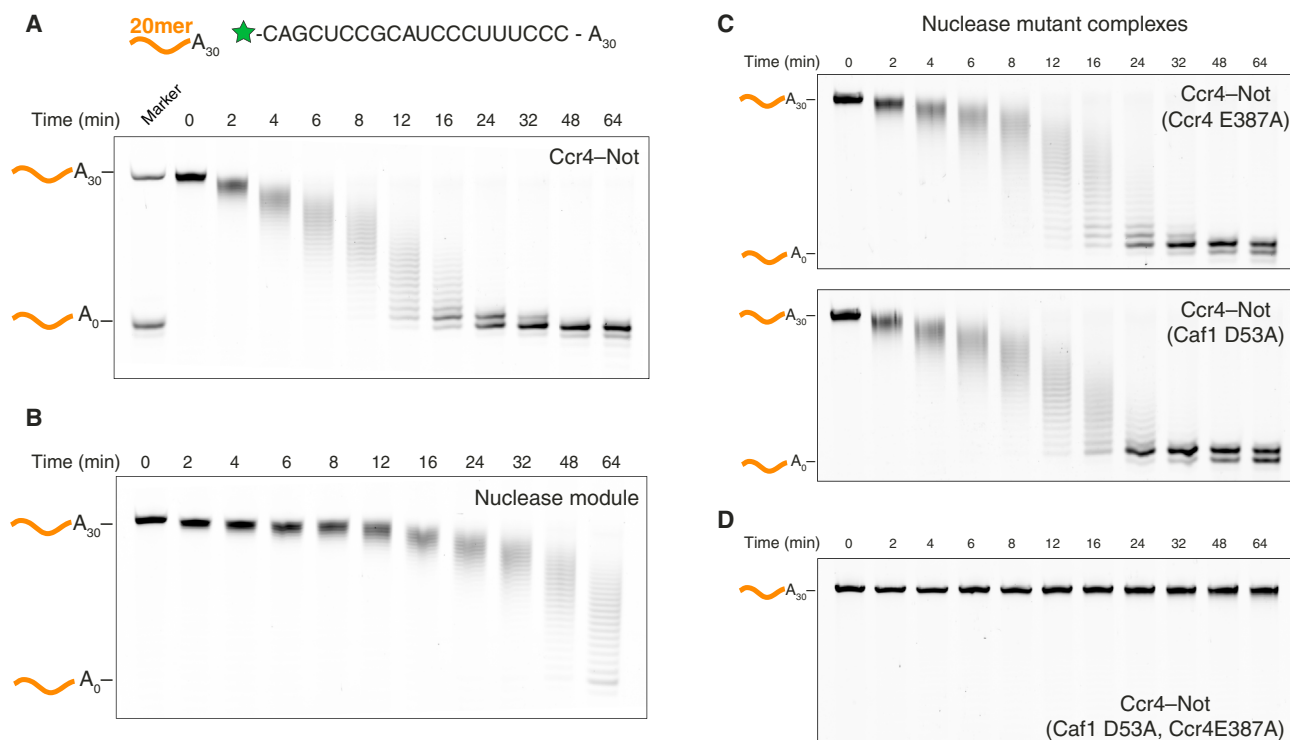 A
20mer
A30
-CAGCUCCGCAUCCCUUUCCC - A30
Marker
Time (min) 0 2 4 6 8 12 16 24 32 48 64
Ccr4–Not
A30–
A0–
B
Time (min) 0 2 4 6 8 12 16 24 32 48 64
Nuclease module
A30–
A0–
C
Nuclease mutant complexes
Time (min) 0 2 4 6 8 12 16 24 32 48 64
A30–
Ccr4–Not
(Ccr4 E387A)
A0–
A30–
Ccr4–Not
(Caf1 D53A)
A0–
D
Time (min) 0 2 4 6 8 12 16 24 32 48 64
A30–
Ccr4–Not
(Caf1 D53A, Ccr4E387A)